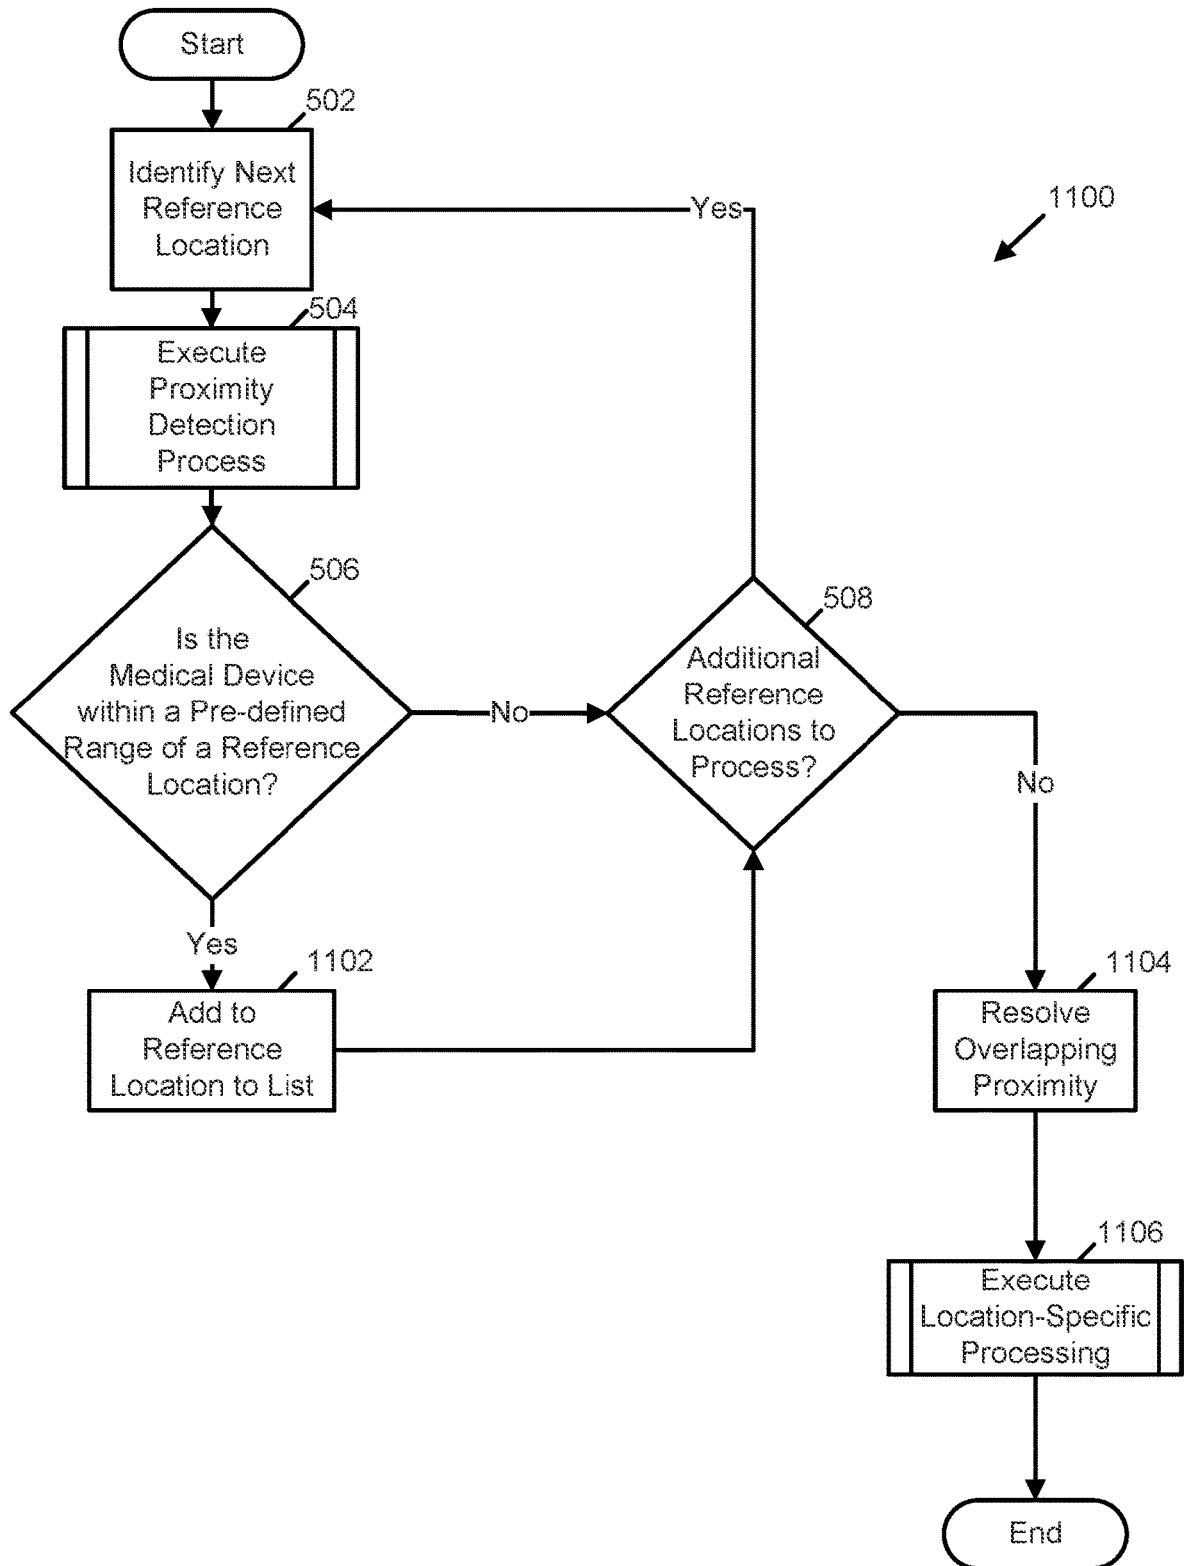 Start
502
Identify Next
Reference
Location
Yes
1100
504
Execute
Proximity
Detection
Process
506
Is the
Medical Device
within a Pre-defined
Range of a Reference
Location?
No
508
Additional
Reference
Locations to
Process?
No
Yes
1102
Add to
Reference
Location to List
1104
Resolve
Overlapping
Proximity
1106
Execute
Location-Specific
Processing
End